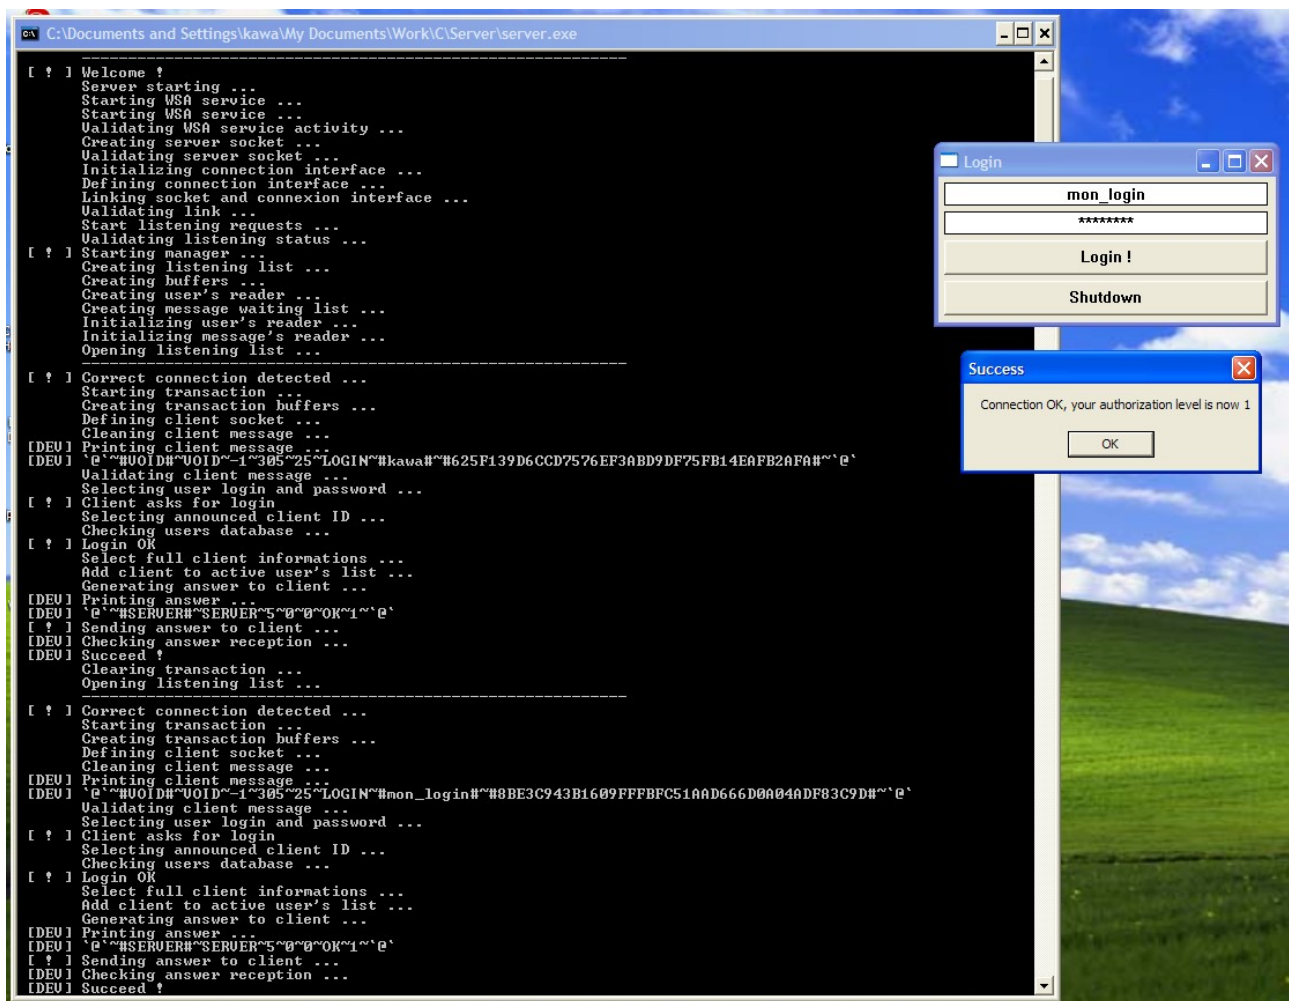 C:\Documents and Settings\kawa\My Documents\Work\C\Server\server.exe
[ ! ] Welcome !
Server starting ...
Starting WSA service ...
Starting WSA service ...
Validating WSA service activity ...
Creating server socket ...
Validating server socket ...
Initializing connection interface ...
Defining connection interface ...
Linking socket and connexion interface ...
Validating link ...
Start listening requests ...
Validating listening status ...
[ ! ] Starting manager ...
Creating listening list ...
Creating buffers ...
Creating user's reader ...
Creating message waiting list ...
Initializing user's reader ...
Initializing message's reader ...
Opening listening list ...
[ ! ] Correct connection detected ...
Starting transaction ...
Creating transaction buffers ...
Defining client socket ...
Cleaning client message ...
[DEV] Printing client message ...
[DEV] `@`~#VOID#~VOID~-1~305~25~LOGIN~#kawa#~#625F139D6CCD7576EF3ABD9DF75FB14EAFB2AFA#~`@`
Validating client message ...
Selecting user login and password ...
[ ! ] Client asks for login
Selecting announced client ID ...
Checking users database ...
[ ! ] Login OK
Select full client informations ...
Add client to active user's list ...
Generating answer to client ...
[DEV] Printing answer ...
[DEV] `@`~#SERVER#~SERVER~5~0~0~OK~1~`@`
[ ! ] Sending answer to client ...
[DEV] Checking answer reception ...
[DEV] Succeed !
Clearing transaction ...
Opening listening list ...
[ ! ] Correct connection detected ...
Starting transaction ...
Creating transaction buffers ...
Defining client socket ...
Cleaning client message ...
[DEV] Printing client message ...
[DEV] `@`~#VOID#~VOID~-1~305~25~LOGIN~#mon_login#~#8BE3C943B1609FFFBFC51AAD666D0A04ADF83C9D#~`@`
Validating client message ...
Selecting user login and password ...
[ ! ] Client asks for login
Selecting announced client ID ...
Checking users database ...
[ ! ] Login OK
Select full client informations ...
Add client to active user's list ...
Generating answer to client ...
[DEV] Printing answer ...
[DEV] `@`~#SERVER#~SERVER~5~0~0~OK~1~`@`
[ ! ] Sending answer to client ...
[DEV] Checking answer reception ...
[DEV] Succeed !
Login
mon_login
********
Login !
Shutdown
Success
Connection OK, your authorization level is now 1
OK